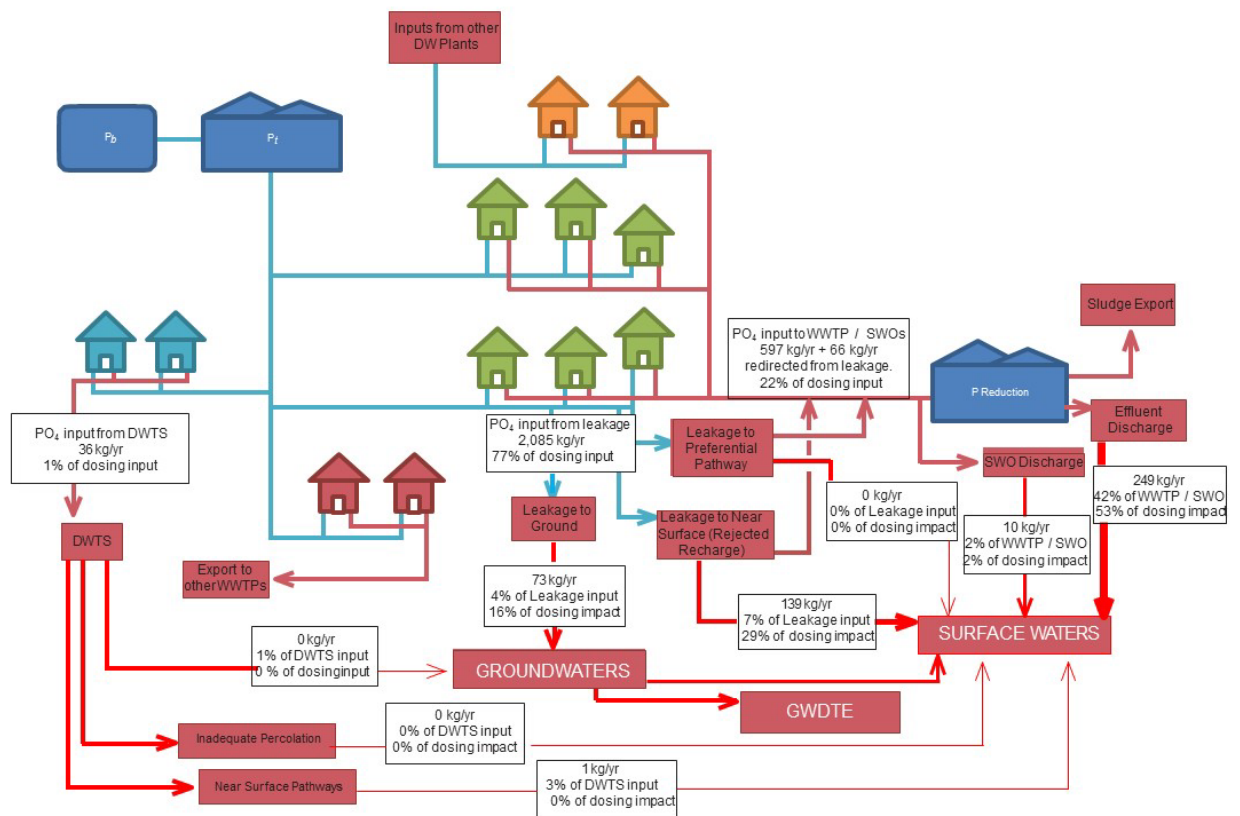 Inputs from other
DW Plants
Pb
Pt
Sludge Export
PO₄ input to WWTP / SWOs
597 kg/yr + 66 kg/yr
redirected from leakage.
22% of dosing input
P Reduction
Effluent
Discharge
PO₄ input from DWTS
36kg/yr
1% of dosing input
PO₄ input from leakage
2,085 kg/yr
77% of dosing input
Leakage to
Preferential
Pathway
SWO Discharge
249 kg/yr
42% of WWTP / SWO
53% of dosing impact
0 kg/yr
0% of Leakage input
0% of dosing impact
Leakage to
Ground
Leakage to Near
Surface (Rejected
Recharge)
10 kg/yr
2% of WWTP / SWO
2% of dosing impact
DWTS
Export to
other WWTPs
73 kg/yr
4% of Leakage input
16% of dosing impact
139 kg/yr
7% of Leakage input
29% of dosing impact
SURFACE WATERS
0 kg/yr
1% of DWTS input
0 % of dosinginput
GROUNDWATERS
GWDTE
Inadequate Percolation
0 kg/yr
0% of DWTS input
0% of dosing impact
Near Surface Pathways
1 kg/yr
3% of DWTS input
0% of dosing impact